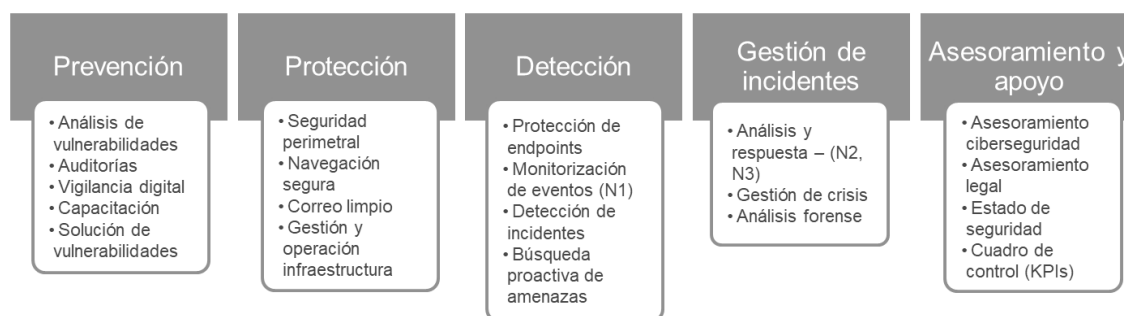 Prevención
• Análisis de
vulnerabilidades
• Auditorías
• Vigilancia digital
• Capacitación
• Solución de
vulnerabilidades
Protección
• Seguridad
perimetral
• Navegación
segura
• Correo limpio
• Gestión y
operación
infraestructura
Detección
• Protección de
endpoints
• Monitorización
de eventos (N1)
• Detección de
incidentes
• Búsqueda
proactiva de
amenazas
Gestión de
incidentes
• Análisis y
respuesta – (N2,
N3)
• Gestión de crisis
• Análisis forense
Asesoramiento y
apoyo
• Asesoramiento
ciberseguridad
• Asesoramiento
legal
• Estado de
seguridad
• Cuadro de
control (KPIs)